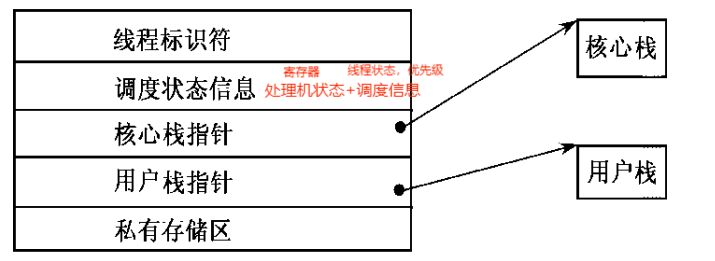 线程标识符
核心栈
寄存器 线程状态，优先级
调度状态信息 处理机状态+调度信息
核心栈指针
用户栈指针
用户栈
私有存储区